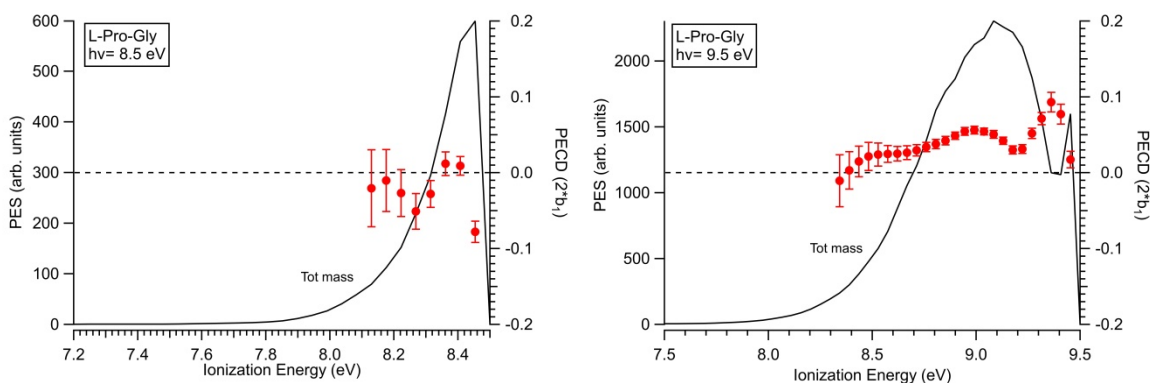 L-Pro-Gly
hν= 8.5 eV
PES (arb. units)
600
500
400
300
200
100
0
Tot mass
0.2
0.1
0.0
-0.1
-0.2
PECD (2*b1)
7.2 7.4 7.6 7.8 8.0 8.2 8.4
Ionization Energy (eV)
L-Pro-Gly
hν= 9.5 eV
PES (arb. units)
2000
1500
1000
500
0
Tot mass
0.2
0.1
0.0
-0.1
-0.2
PECD (2*b1)
7.5 8.0 8.5 9.0 9.5
Ionization Energy (eV)